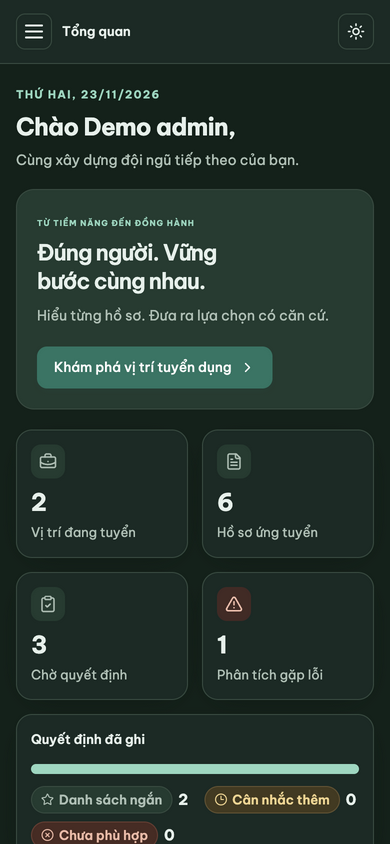 Tổng quan
THỨ HAI, 23/11/2026
Chào Demo admin,
Cùng xây dựng đội ngũ tiếp theo của bạn.
TỪ TIỀM NĂNG ĐẾN ĐỒNG HÀNH
Đúng người. Vững
bước cùng nhau.
Hiểu từng hồ sơ. Đưa ra lựa chọn có căn cứ.
Khám phá vị trí tuyển dụng
2
Vị trí đang tuyển
6
Hồ sơ ứng tuyển
3
Chờ quyết định
1
Phân tích gặp lỗi
Quyết định đã ghi
Danh sách ngắn 2 Cân nhắc thêm 0
Chưa phù hợp 0